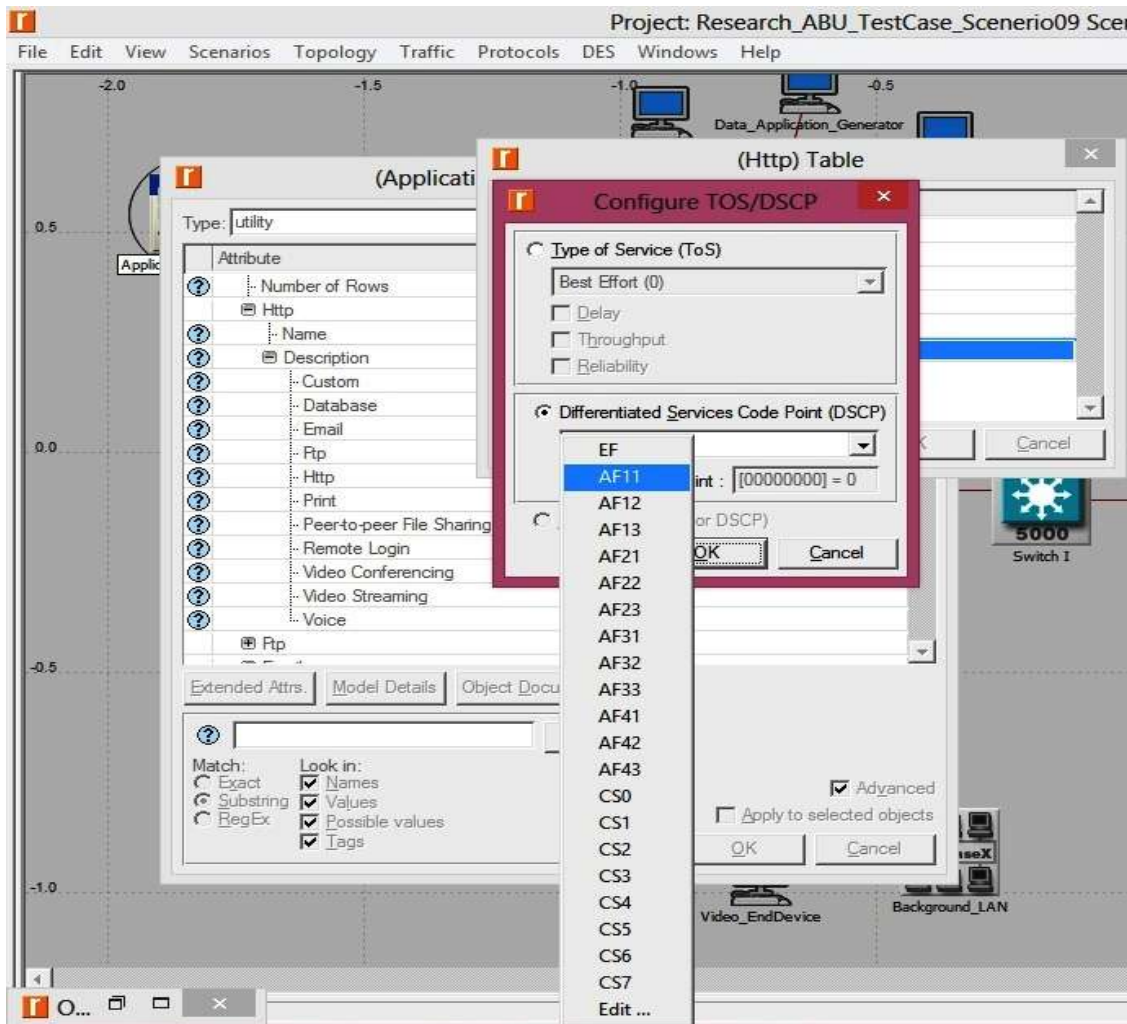 Project: Research_ABU_TestCase_Scenerio09 Scer
File Edit View Scenarios Topology Traffic Protocols DES Windows Help
-2.0 -1.5 -1.0 -0.5
Data_Application_Generator
(Http) Table
(Applicati
Configure TOS/DSCP
Type: utility
0.5
Applic
Type of Service (ToS)
Best Effort (0)
Delay
Throughput
Reliability
Attribute
Number of Rows
Http
Name
Description
Custom
Database
Email
Ftp
Http
Print
Peer-to-peer File Sharing
Remote Login
Video Conferencing
Video Streaming
Voice
Ftp
0.0
Differentiated Services Code Point (DSCP)
int : [00000000] = 0
or DSCP)
OK Cancel
Cancel
5000
Switch I
EF
AF11
AF12
AF13
AF21
AF22
AF23
AF31
AF32
AF33
AF41
AF42
AF43
CS0
CS1
CS2
CS3
CS4
CS5
CS6
CS7
Edit ...
-0.5
Extended Attrs. Model Details Object Docu
Match: Look in:
Exact Names
Substring Values
RegEx Possible values
Tags
Advanced
Apply to selected objects
OK Cancel
aseX
-1.0
Video_EndDevice
Background_LAN
O...